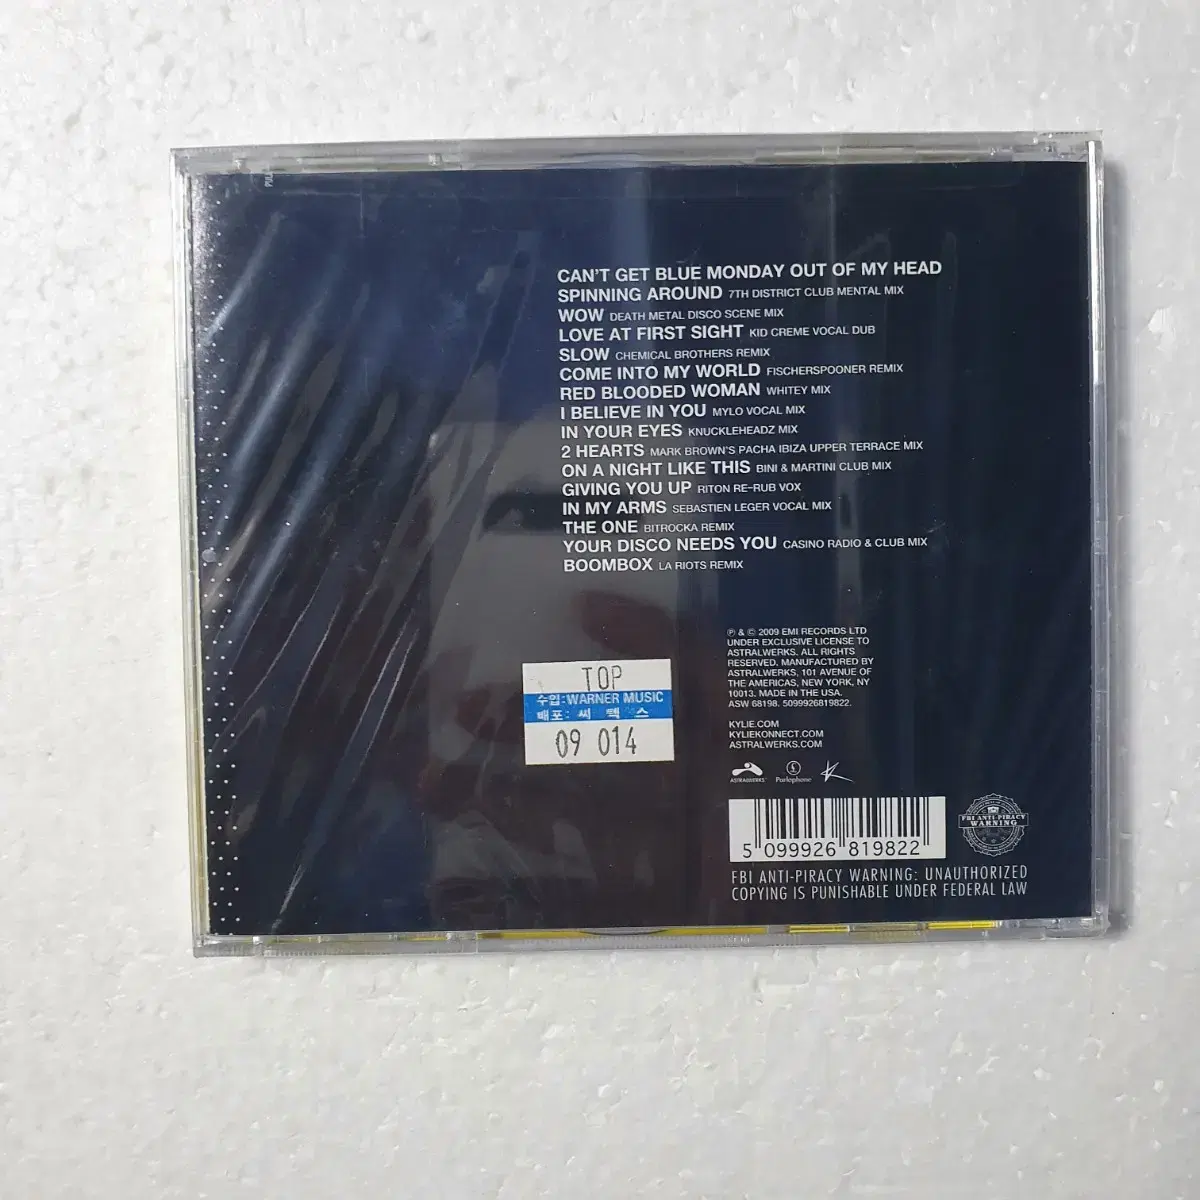 CAN'T GET BLUE MONDAY OUT OF MY HEAD
SPINNING AROUND 7TH DISTRICT CLUB MENTAL MIX
WOW DEATH METAL DISCO SCENE MIX
LOVE AT FIRST SIGHT KID CREME VOCAL DUB
SLOW CHEMICAL BROTHERS REMIX
COME INTO MY WORLD FISCHERSPOONER REMIX
RED BLOODED WOMAN WHITEY MIX
I BELIEVE IN YOU MYLO VOCAL MIX
IN YOUR EYES KNUCKLEHEADZ MIX
2 HEARTS MARK BROWN'S PACHA IBIZA UPPER TERRACE MIX
ON A NIGHT LIKE THIS BINI & MARTINI CLUB MIX
GIVING YOU UP RITON RE-RUB VOX
IN MY ARMS SEBASTIEN LEGER VOCAL MIX
THE ONE BITROCKA REMIX
YOUR DISCO NEEDS YOU CASINO RADIO & CLUB MIX
BOOMBOX LA RIOTS REMIX
℗ & © 2009 EMI RECORDS LTD
UNDER EXCLUSIVE LICENSE TO
ASTRALWERKS. ALL RIGHTS
RESERVED. MANUFACTURED BY
ASTRALWERKS, 101 AVENUE OF
THE AMERICAS, NEW YORK, NY
10013. MADE IN THE USA.
ASW 68198. 5099926819822.
KYLIE.COM
KYLIEKONNECT.COM
ASTRALWERKS.COM
ASTRALWERKS
Parlophone
K
TOP
수입:WARNER MUSIC
배포: 씨 텍 스
09 014
5 099926 819822
FBI ANTI-PIRACY
WARNING
FBI ANTI-PIRACY WARNING: UNAUTHORIZED
COPYING IS PUNISHABLE UNDER FEDERAL LAW